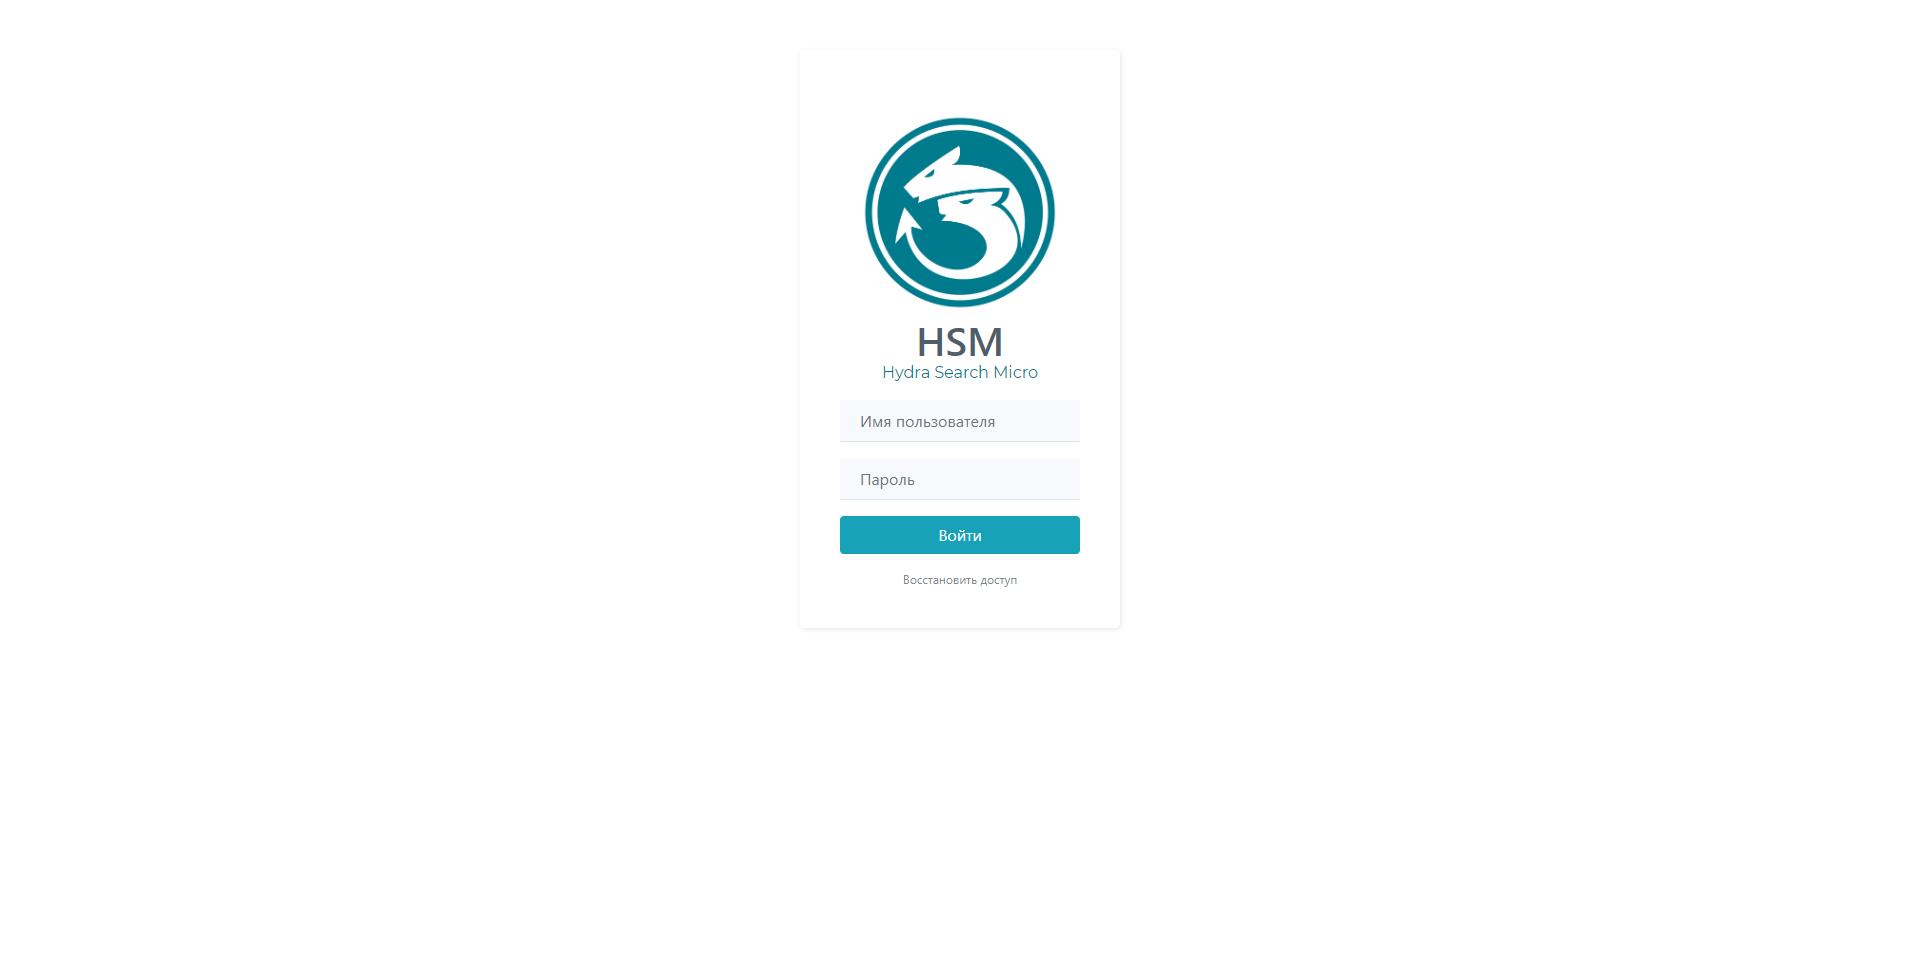 HSM
Hydra Search Micro
Имя пользователя
Пароль
Войти
Восстановить доступ